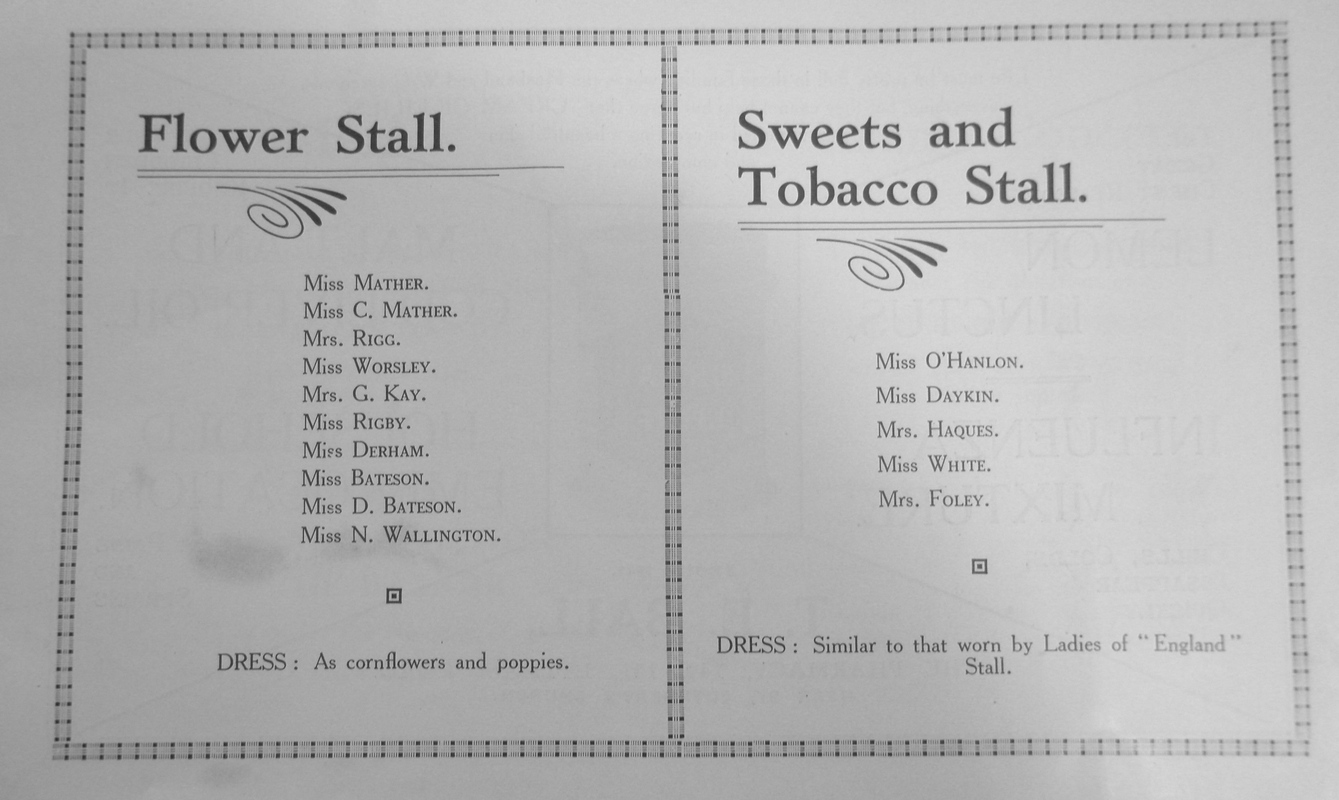 Flower Stall.
Miss MATHER.
Miss C. MATHER.
Mrs. RIGG.
Miss WORSLEY.
Mrs. G. KAY.
Miss RIGBY.
Miss DERHAM.
Miss BATESON.
Miss D. BATESON.
Miss N. WALLINGTON.
DRESS : As cornflowers and poppies.
Sweets and
Tobacco Stall.
Miss O'HANLON.
Miss DAYKIN.
Mrs. HAQUES.
Miss WHITE.
Mrs. FOLEY.
DRESS : Similar to that worn by Ladies of "England"
Stall.